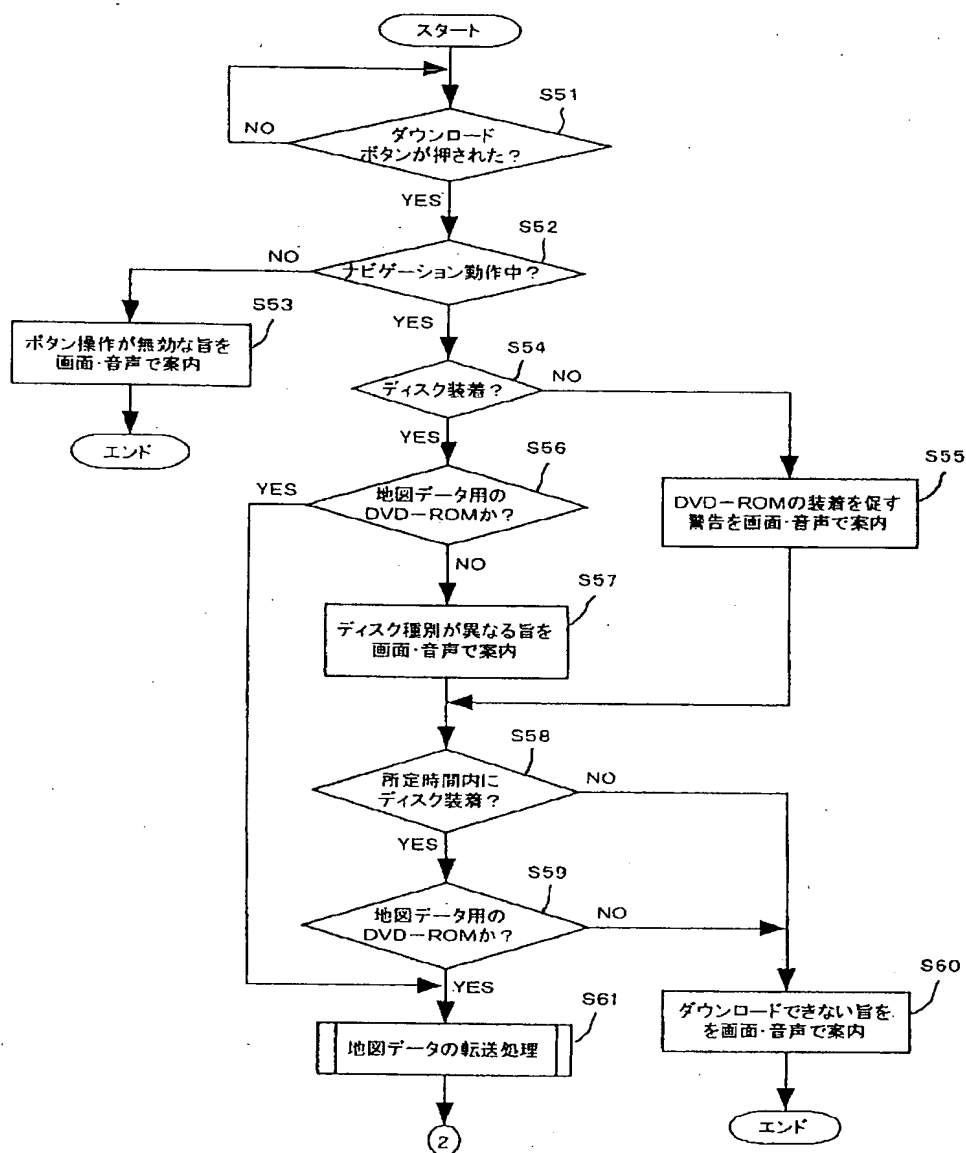 スタート
S51
NO
ダウンロード
ボタンが押された？
YES
S52
NO
ナビゲーション動作中？
S53
YES
ボタン操作が無効な旨を
画面・音声で案内
エンド
S54
ディスク装着？
NO
YES
S56
S55
YES
地図データ用の
DVD－ROMか？
DVD－ROMの装着を促す
警告を画面・音声で案内
NO
S57
ディスク種別が異なる旨を
画面・音声で案内
S58
所定時間内に
ディスク装着？
NO
YES
S59
地図データ用の
DVD－ROMか？
NO
YES
S60
S61
ダウンロードできない旨を
を画面・音声で案内
地図データの転送処理
エンド
2